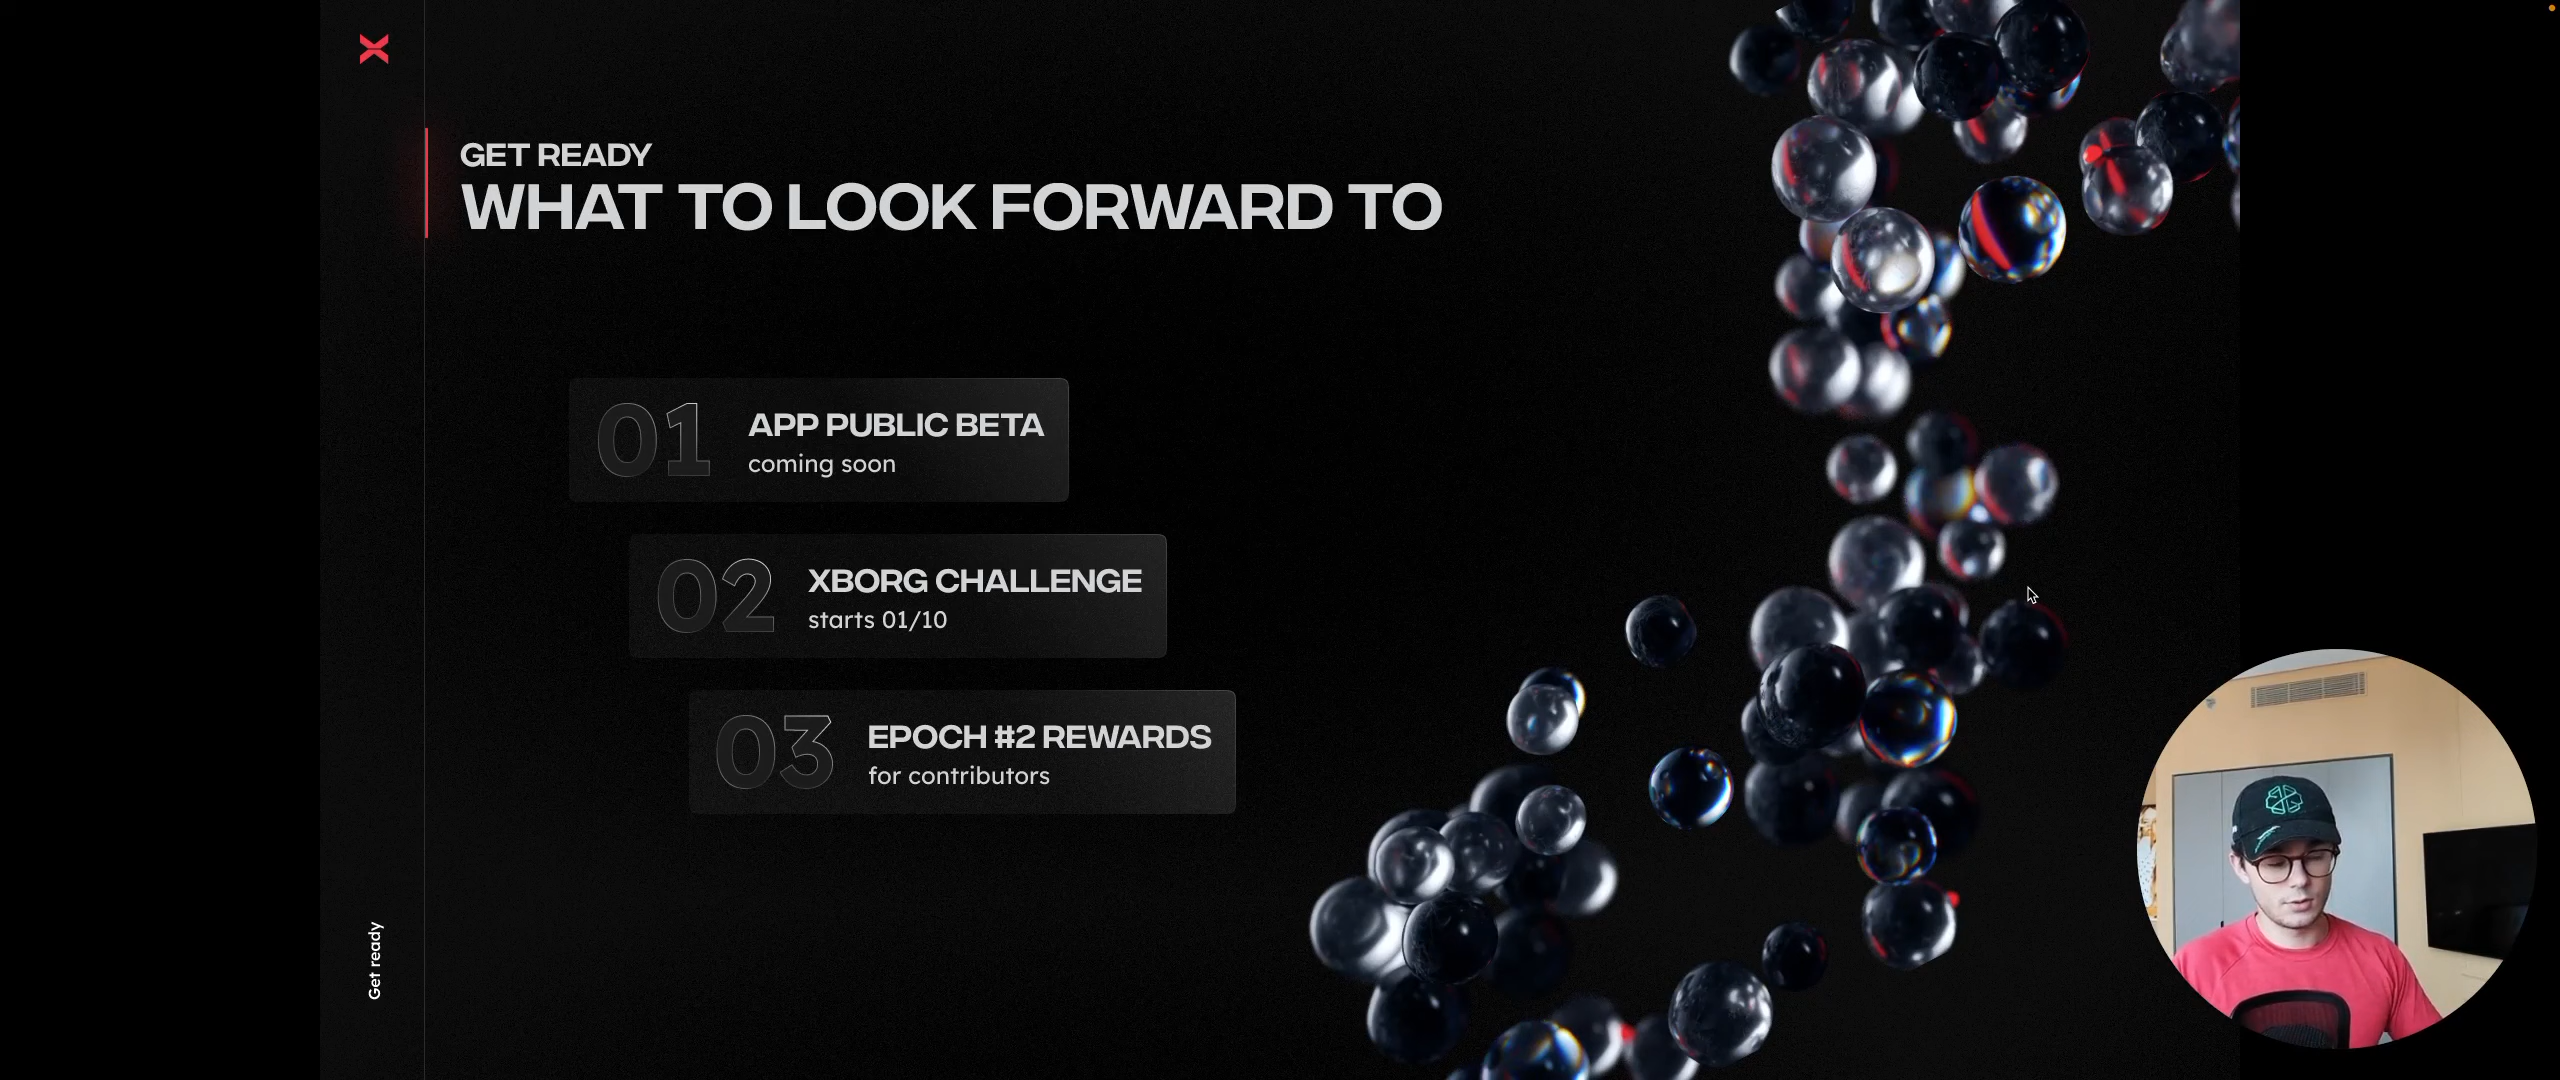 GET READY
WHAT TO LOOK FORWARD TO
01
APP PUBLIC BETA
coming soon
02
XBORG CHALLENGE
starts 01/10
03
EPOCH #2 REWARDS
for contributors
Get ready